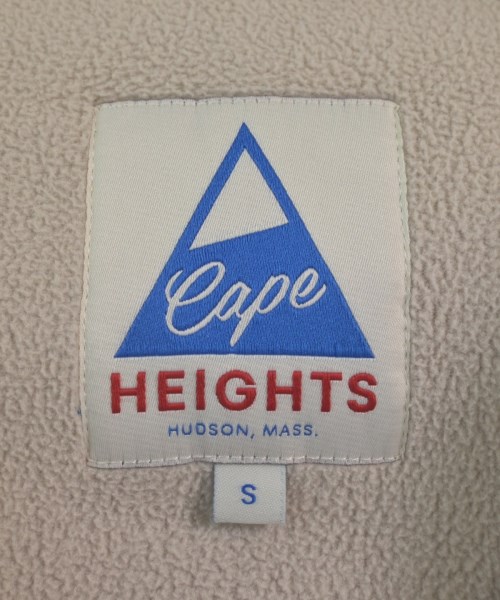 Cape
HEIGHTS
HUDSON, MASS.
S